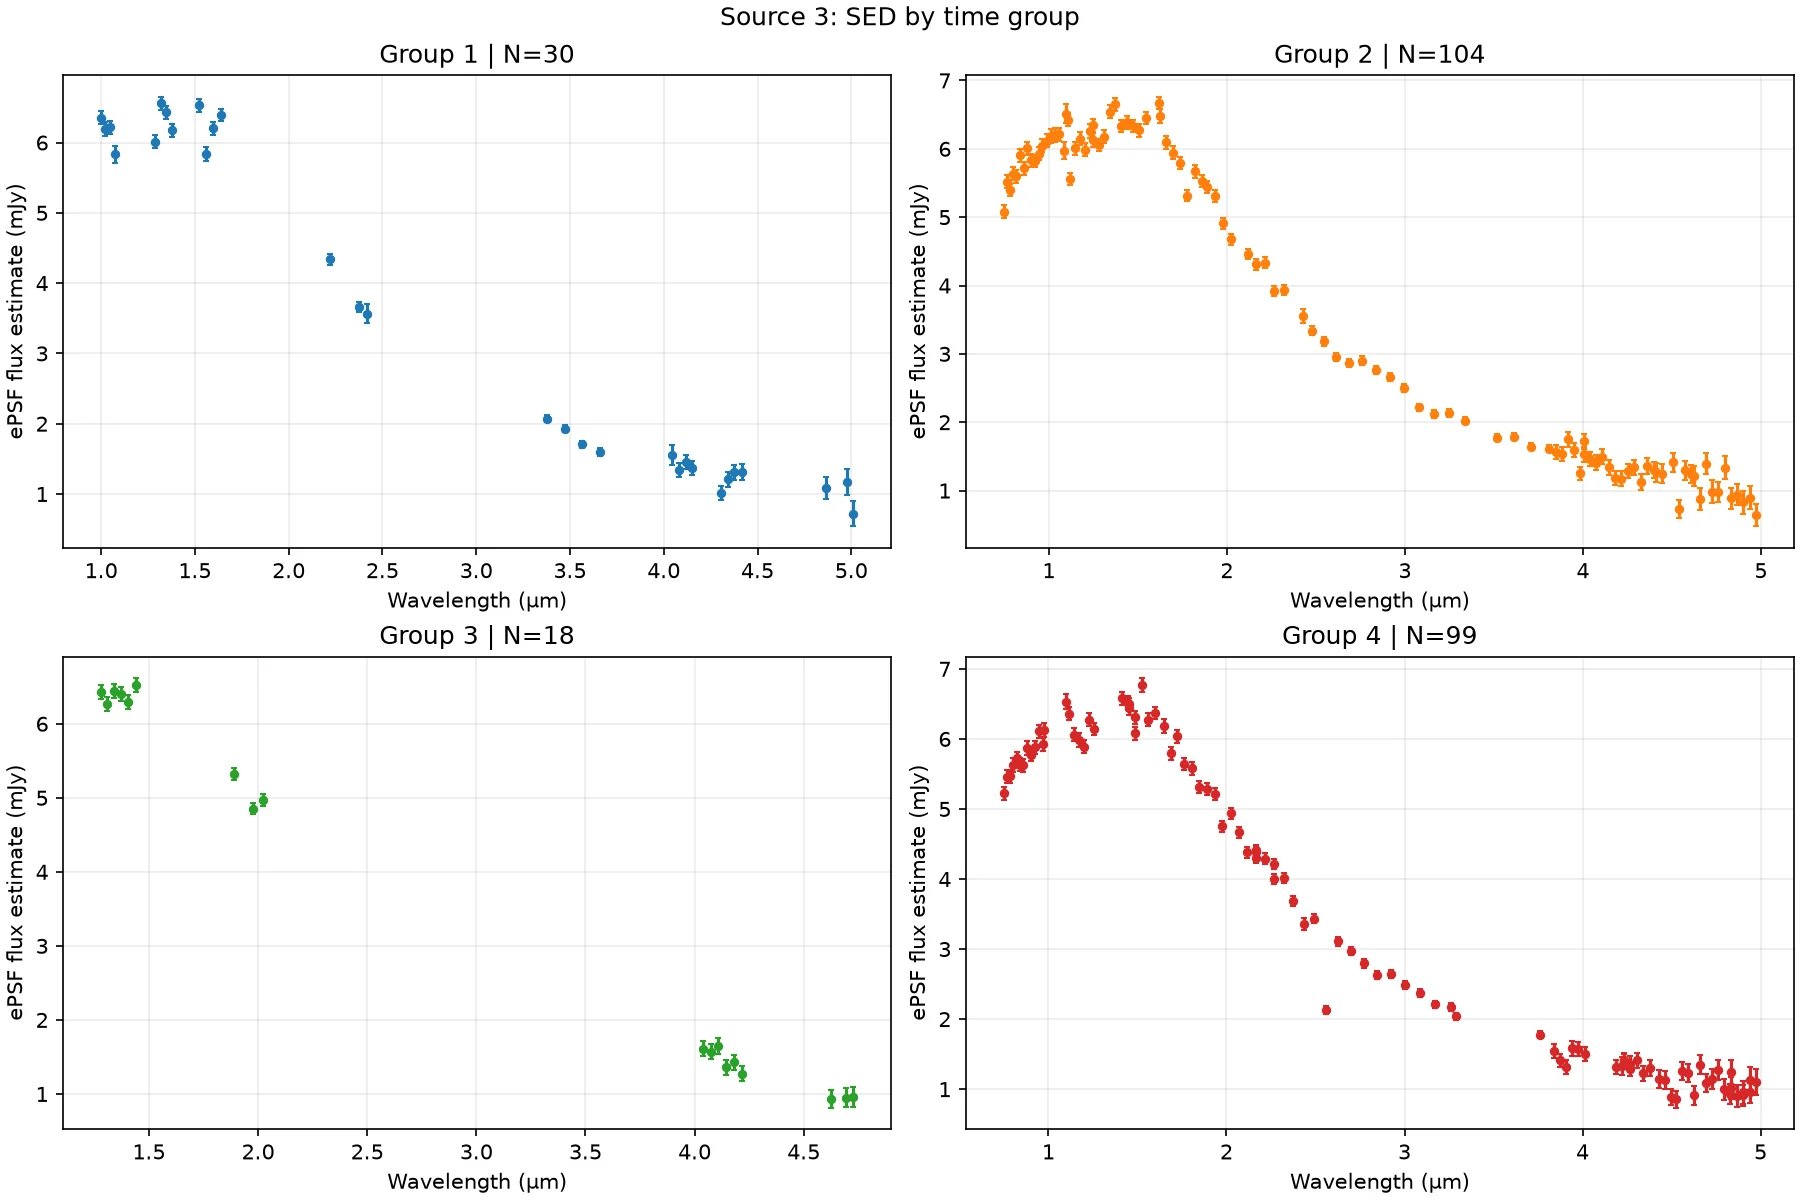 Source 3: SED by time group
Group 1 | N=30
ePSF flux estimate (mJy)
6
5
4
3
2
1
1.0 1.5 2.0 2.5 3.0 3.5 4.0 4.5 5.0
Wavelength (µm)
Group 2 | N=104
ePSF flux estimate (mJy)
7
6
5
4
3
2
1
1 2 3 4 5
Wavelength (µm)
Group 3 | N=18
ePSF flux estimate (mJy)
6
5
4
3
2
1
1.5 2.0 2.5 3.0 3.5 4.0 4.5
Wavelength (µm)
Group 4 | N=99
ePSF flux estimate (mJy)
7
6
5
4
3
2
1
1 2 3 4 5
Wavelength (µm)